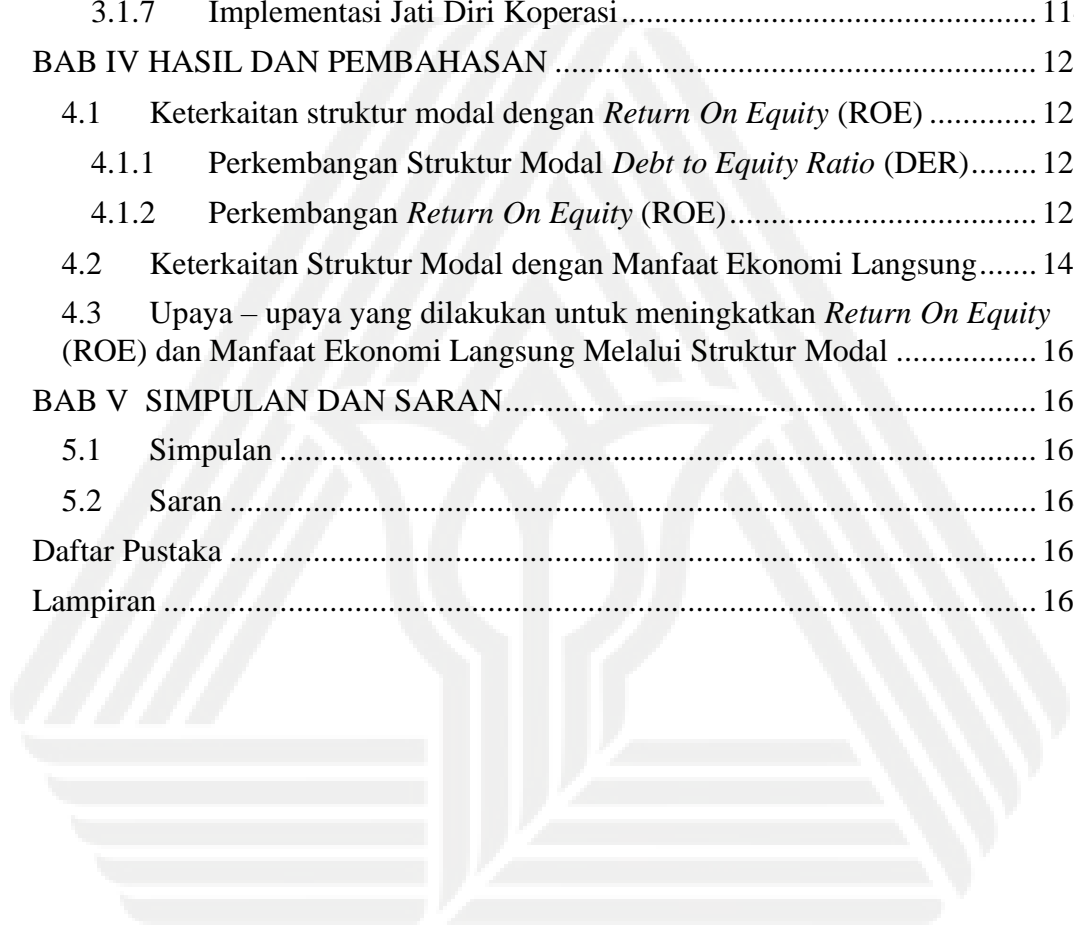 3.1.7 Implementasi Jati Diri Koperasi ........................................ 11
BAB IV HASIL DAN PEMBAHASAN ........................................ 12
4.1 Keterkaitan struktur modal dengan Return On Equity (ROE) ............. 12
4.1.1 Perkembangan Struktur Modal Debt to Equity Ratio (DER) ........ 12
4.1.2 Perkembangan Return On Equity (ROE) ........................................ 12
4.2 Keterkaitan Struktur Modal dengan Manfaat Ekonomi Langsung ....... 14
4.3 Upaya – upaya yang dilakukan untuk meningkatkan Return On Equity
(ROE) dan Manfaat Ekonomi Langsung Melalui Struktur Modal .................. 16
BAB V SIMPULAN DAN SARAN ........................................ 16
5.1 Simpulan ........................................ 16
5.2 Saran ........................................ 16
Daftar Pustaka ........................................ 16
Lampiran ........................................ 16